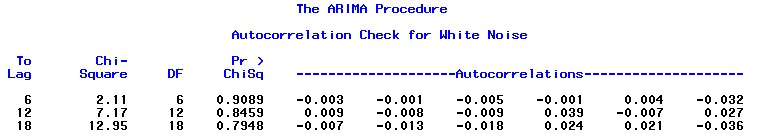 The ARIMA Procedure
Autocorrelation Check for White Noise
To Chi- Pr >
Lag Square DF ChiSq --------------------Autocorrelations--------------------
6 2.11 6 0.9089 -0.003 -0.001 -0.005 -0.001 0.004 -0.032
12 7.17 12 0.8459 0.009 -0.008 -0.009 0.039 -0.007 0.027
18 12.95 18 0.7948 -0.007 -0.013 -0.018 0.024 0.021 -0.036